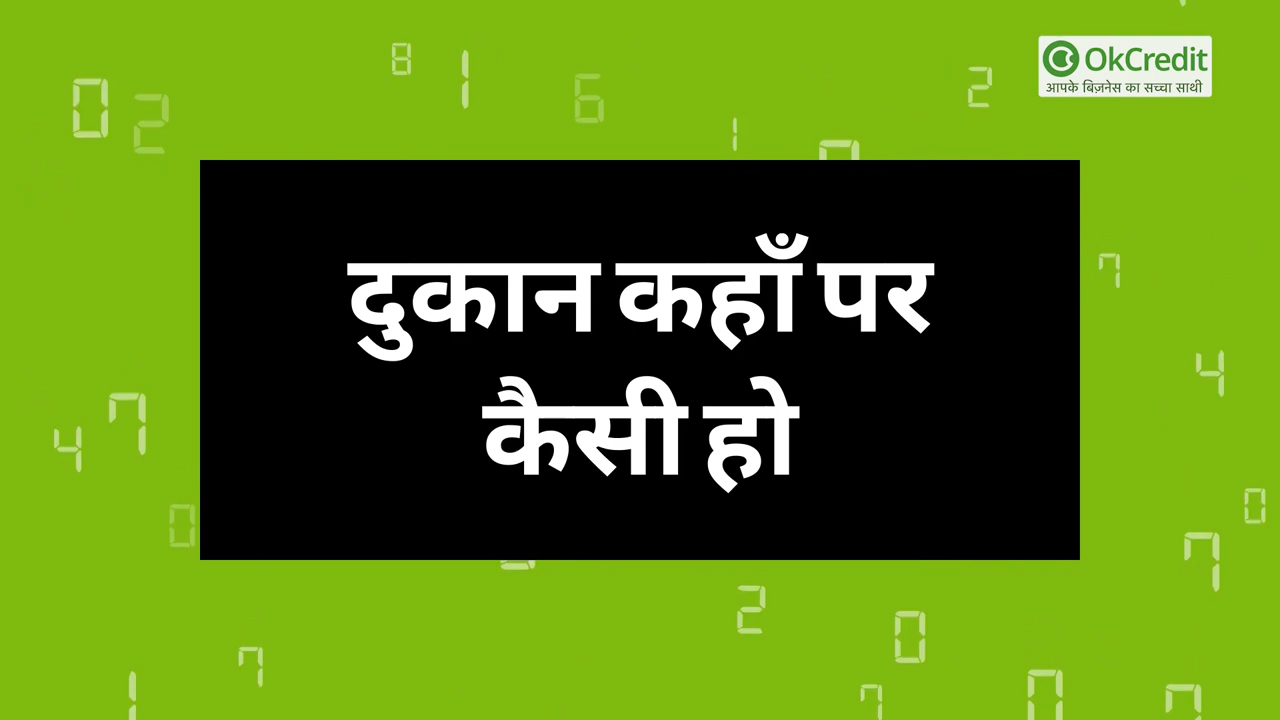 OkCredit
आपके बिज़नेस का सच्चा साथी
दुकान कहाँ पर
कैसी हो